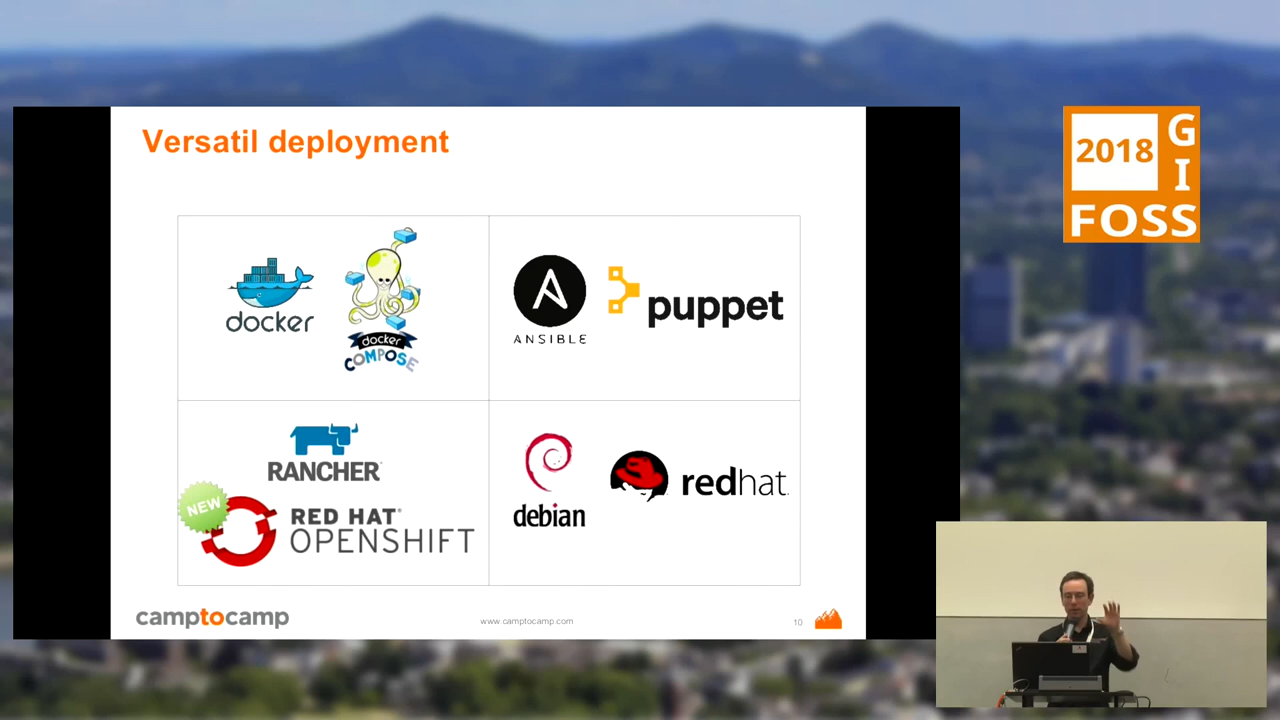 Versatil deployment
docker
docker
COMPOSE
ANSIBLE
puppet
RANCHER
NEW
RED HAT
OPENSHIFT
debian
redhat.
camptocamp
www.camptocamp.com
10
2018
G
I
FOSS